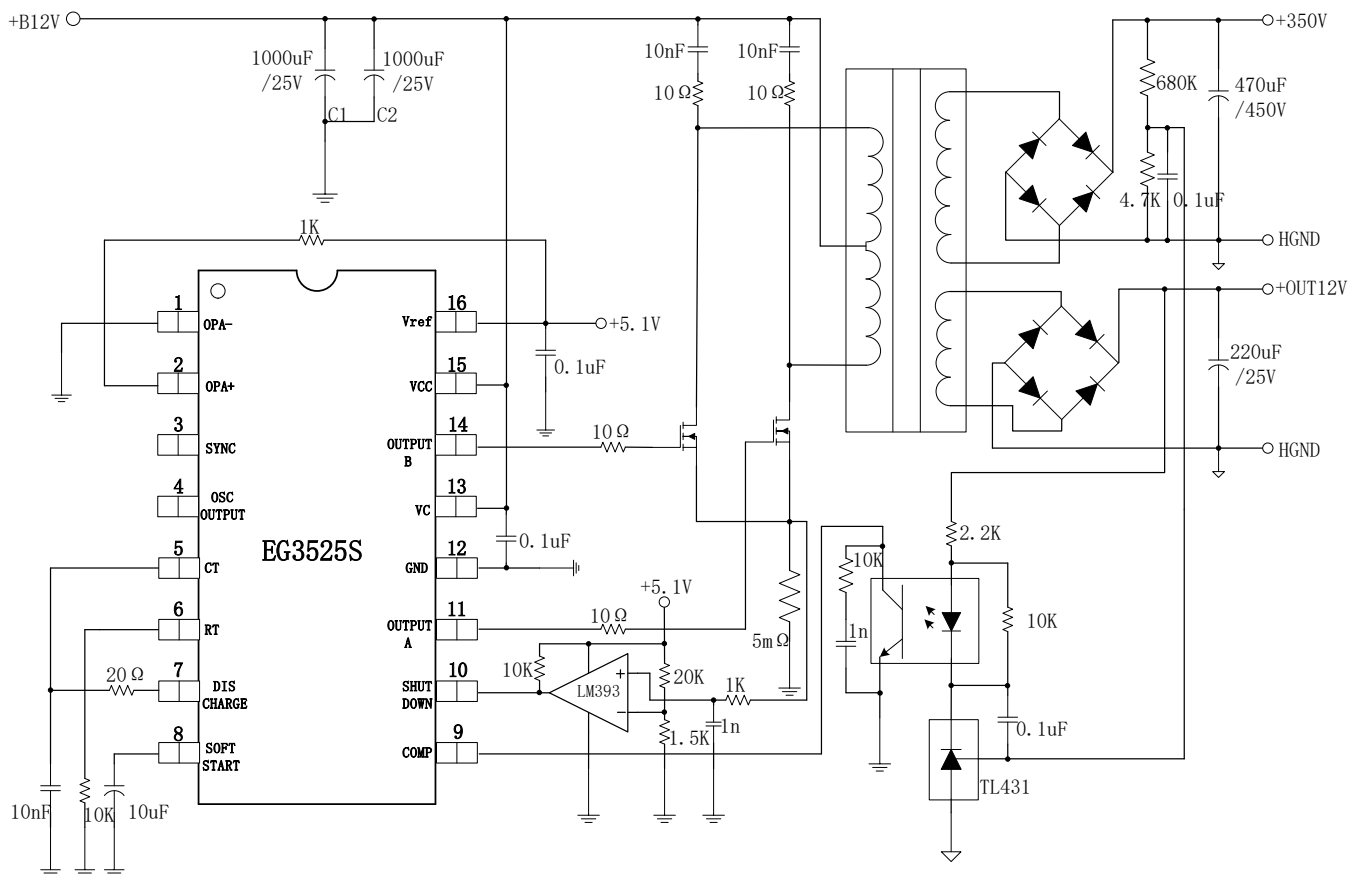 +B12V
1000uF
/25V
1000uF
/25V
C1
C2
10nF
10nF
10Ω
10Ω
+350V
680K
470uF
/450V
4.7K
0.1uF
HGND
+OUT12V
220uF
/25V
HGND
1K
1
OPA-
2
OPA+
3
SYNC
4
OSC
OUTPUT
5
CT
6
RT
7
DIS
CHARGE
8
SOFT
START
EG3525S
16
Vref
15
VCC
14
OUTPUT
B
13
VC
12
GND
11
OUTPUT
A
10
SHUT
DOWN
9
COMP
+5.1V
0.1uF
10Ω
0.1uF
+5.1V
10Ω
10K
LM393
20K
1K
1.5K
1n
5mΩ
10K
1n
2.2K
10K
0.1uF
TL431
20Ω
10nF
10K
10uF